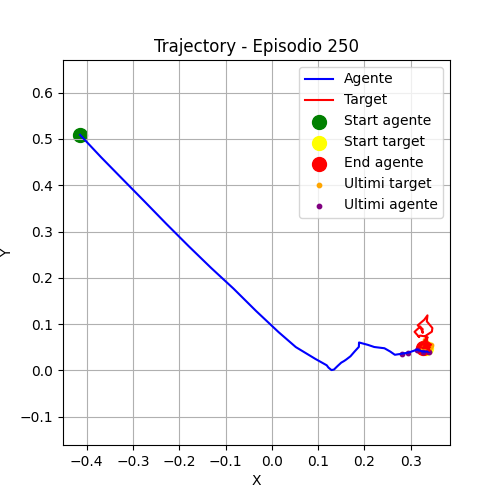 Trajectory - Episodio 250
Agente
Target
Start agente
Start target
End agente
Ultimi target
Ultimi agente
0.6
0.5
0.4
0.3
0.2
0.1
0.0
−0.1
Y
−0.4 −0.3 −0.2 −0.1 0.0 0.1 0.2 0.3
X